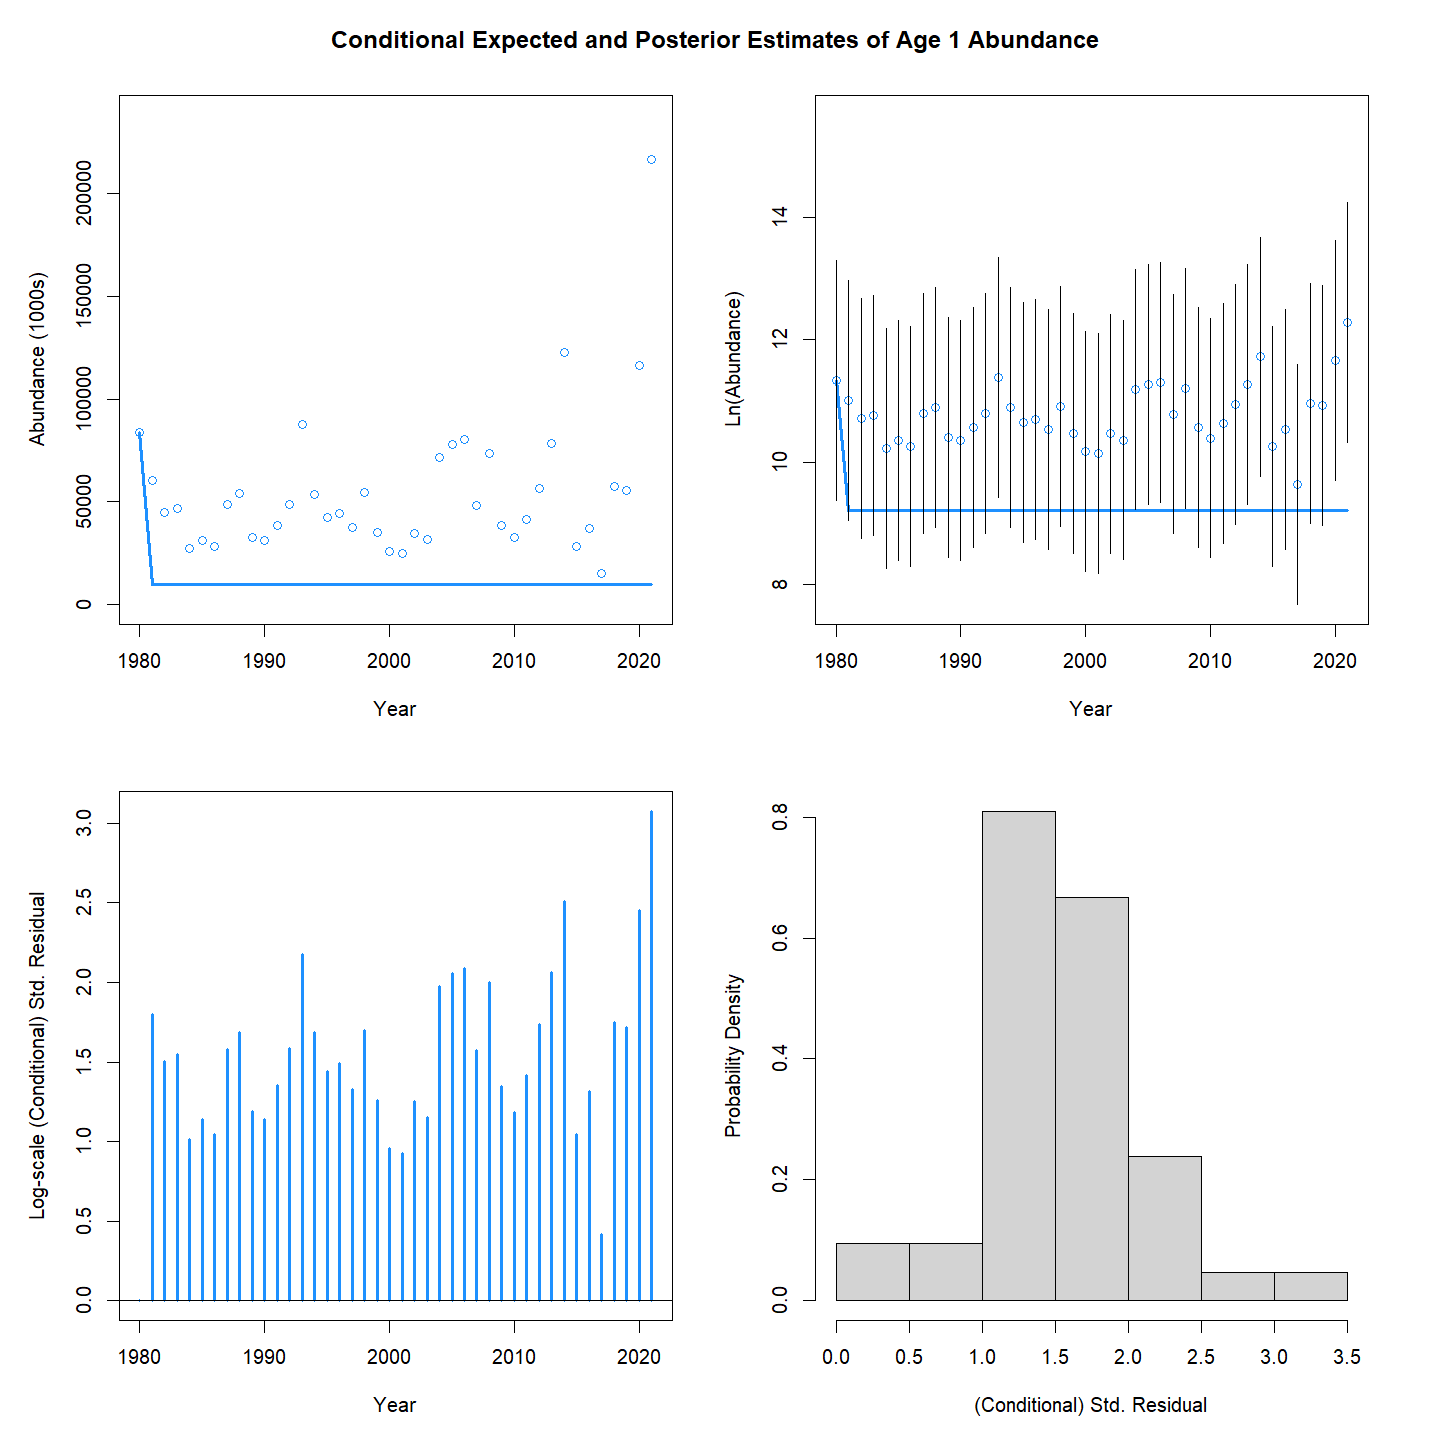 Conditional Expected and Posterior Estimates of Age 1 Abundance
Abundance (1000s)
0 50000 100000 150000 200000
1980 1990 2000 2010 2020
Year
Ln(Abundance)
8 10 12 14
1980 1990 2000 2010 2020
Year
Log-scale (Conditional) Std. Residual
0.0 0.5 1.0 1.5 2.0 2.5 3.0
1980 1990 2000 2010 2020
Year
Probability Density
0.0 0.2 0.4 0.6 0.8
0.0 0.5 1.0 1.5 2.0 2.5 3.0 3.5
(Conditional) Std. Residual